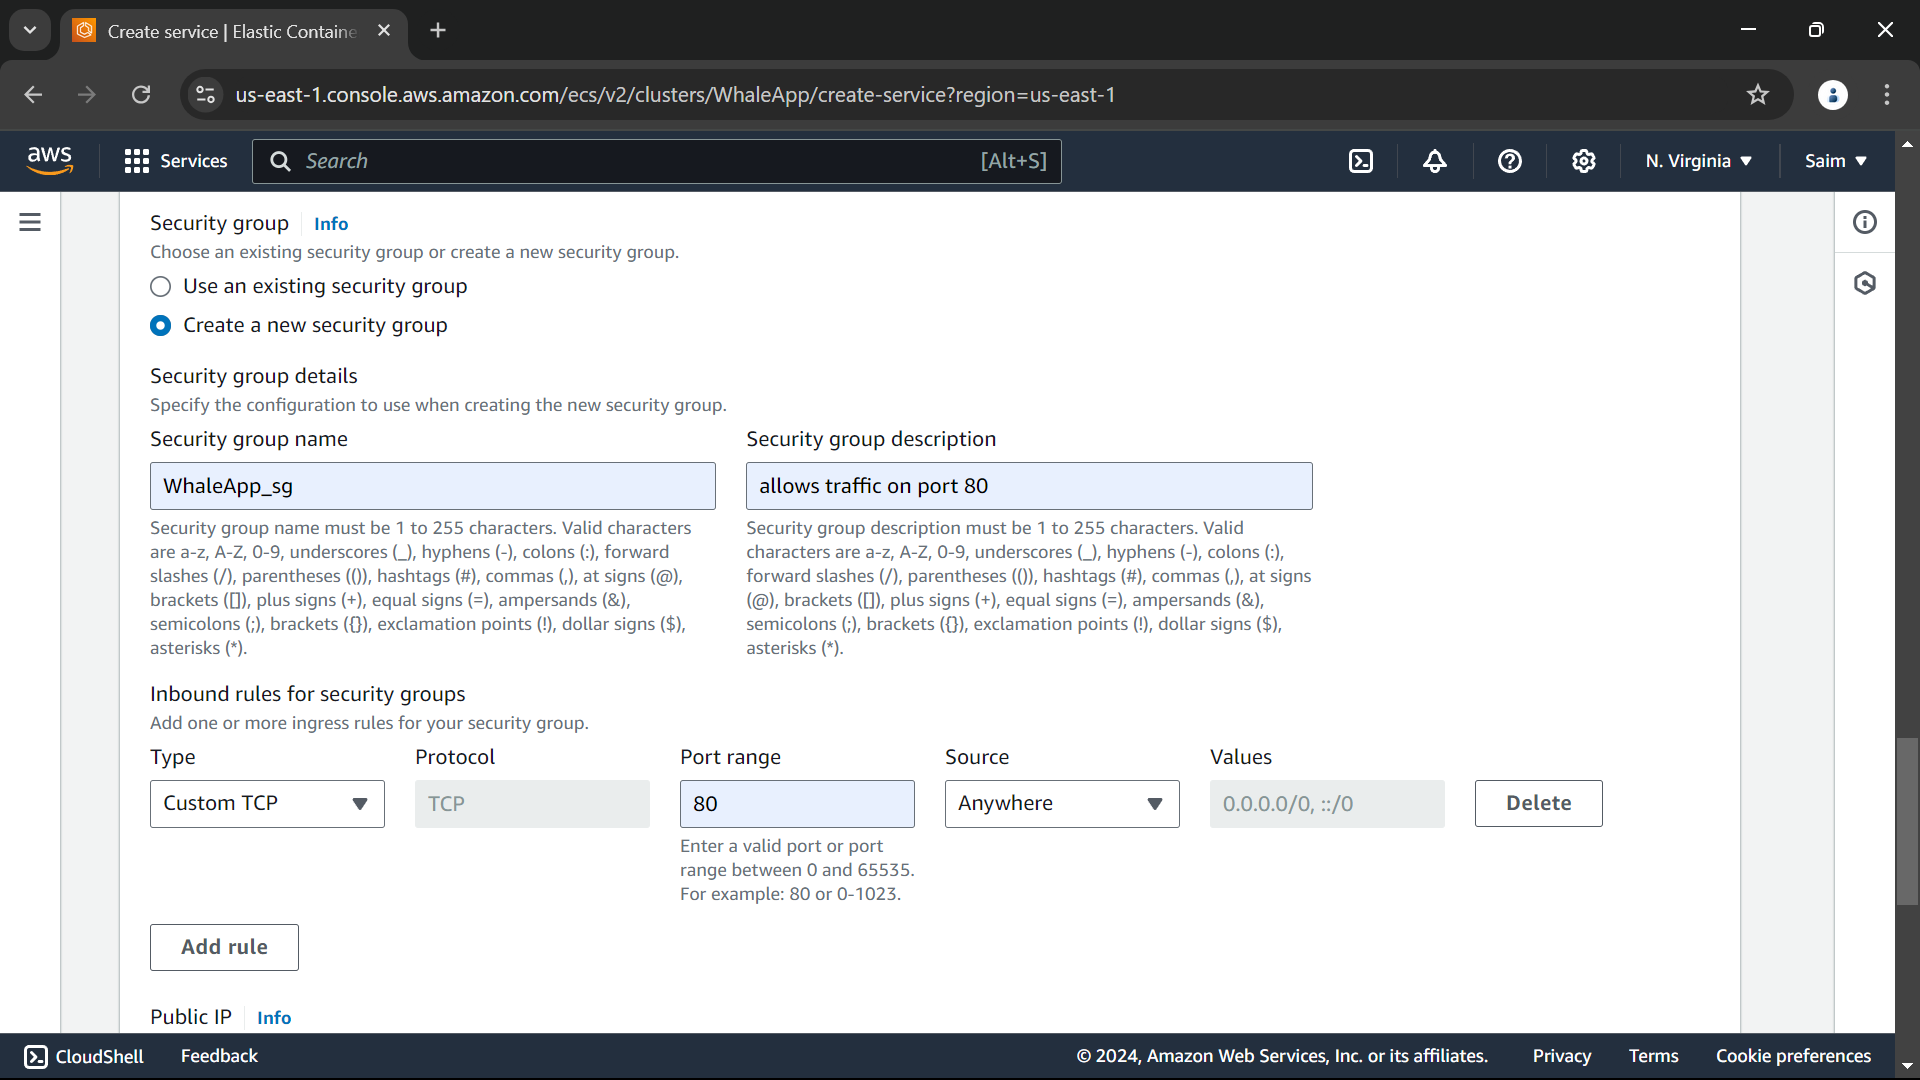 Create service | Elastic Containe
us-east-1.console.aws.amazon.com/ecs/v2/clusters/WhaleApp/create-service?region=us-east-1
aws Services Search [Alt+S] N. Virginia Saim
Security group Info
Choose an existing security group or create a new security group.
Use an existing security group
Create a new security group
Security group details
Specify the configuration to use when creating the new security group.
Security group name
WhaleApp_sg
Security group name must be 1 to 255 characters. Valid characters
are a-z, A-Z, 0-9, underscores (_), hyphens (-), colons (:), forward
slashes (/), parentheses (()), hashtags (#), commas (,), at signs (@),
brackets ([]), plus signs (+), equal signs (=), ampersands (&),
semicolons (;), brackets ({}), exclamation points (!), dollar signs ($),
asterisks (*).
Security group description
allows traffic on port 80
Security group description must be 1 to 255 characters. Valid
characters are a-z, A-Z, 0-9, underscores (_), hyphens (-), colons (:),
forward slashes (/), parentheses (()), hashtags (#), commas (,), at signs
(@), brackets ([]), plus signs (+), equal signs (=), ampersands (&),
semicolons (;), brackets ({}), exclamation points (!), dollar signs ($),
asterisks (*).
Inbound rules for security groups
Add one or more ingress rules for your security group.
Type Protocol Port range Source Values
Custom TCP TCP 80 Anywhere 0.0.0.0/0, ::/0 Delete
Enter a valid port or port
range between 0 and 65535.
For example: 80 or 0-1023.
Add rule
Public IP Info
CloudShell Feedback © 2024, Amazon Web Services, Inc. or its affiliates. Privacy Terms Cookie preferences